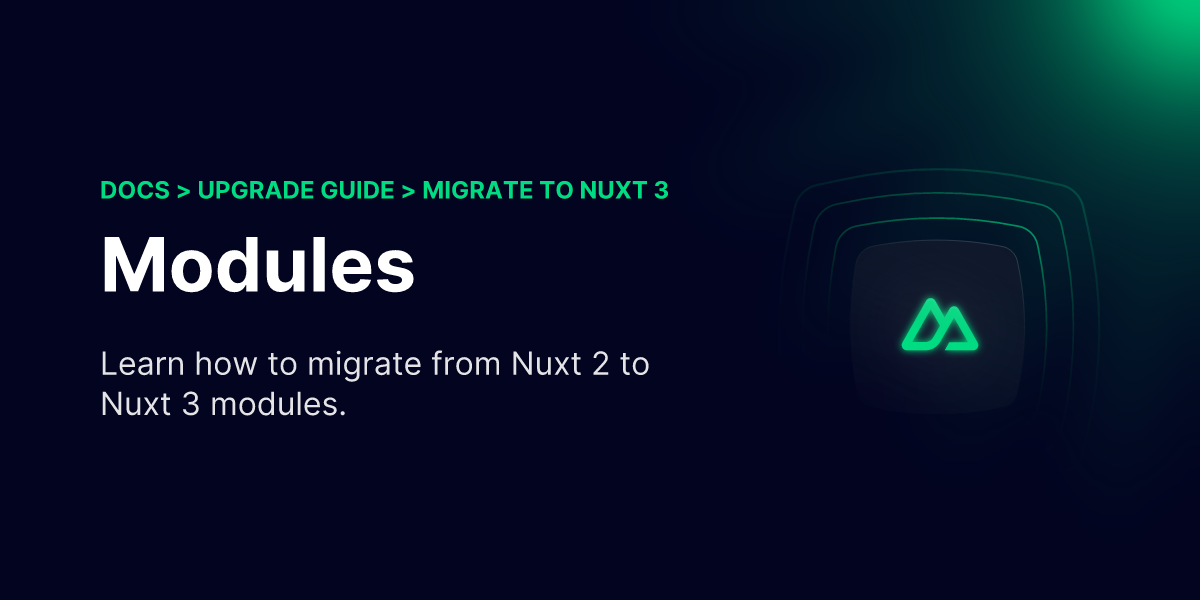 DOCS > UPGRADE GUIDE > MIGRATE TO NUXT 3
Modules
Learn how to migrate from Nuxt 2 to
Nuxt 3 modules.